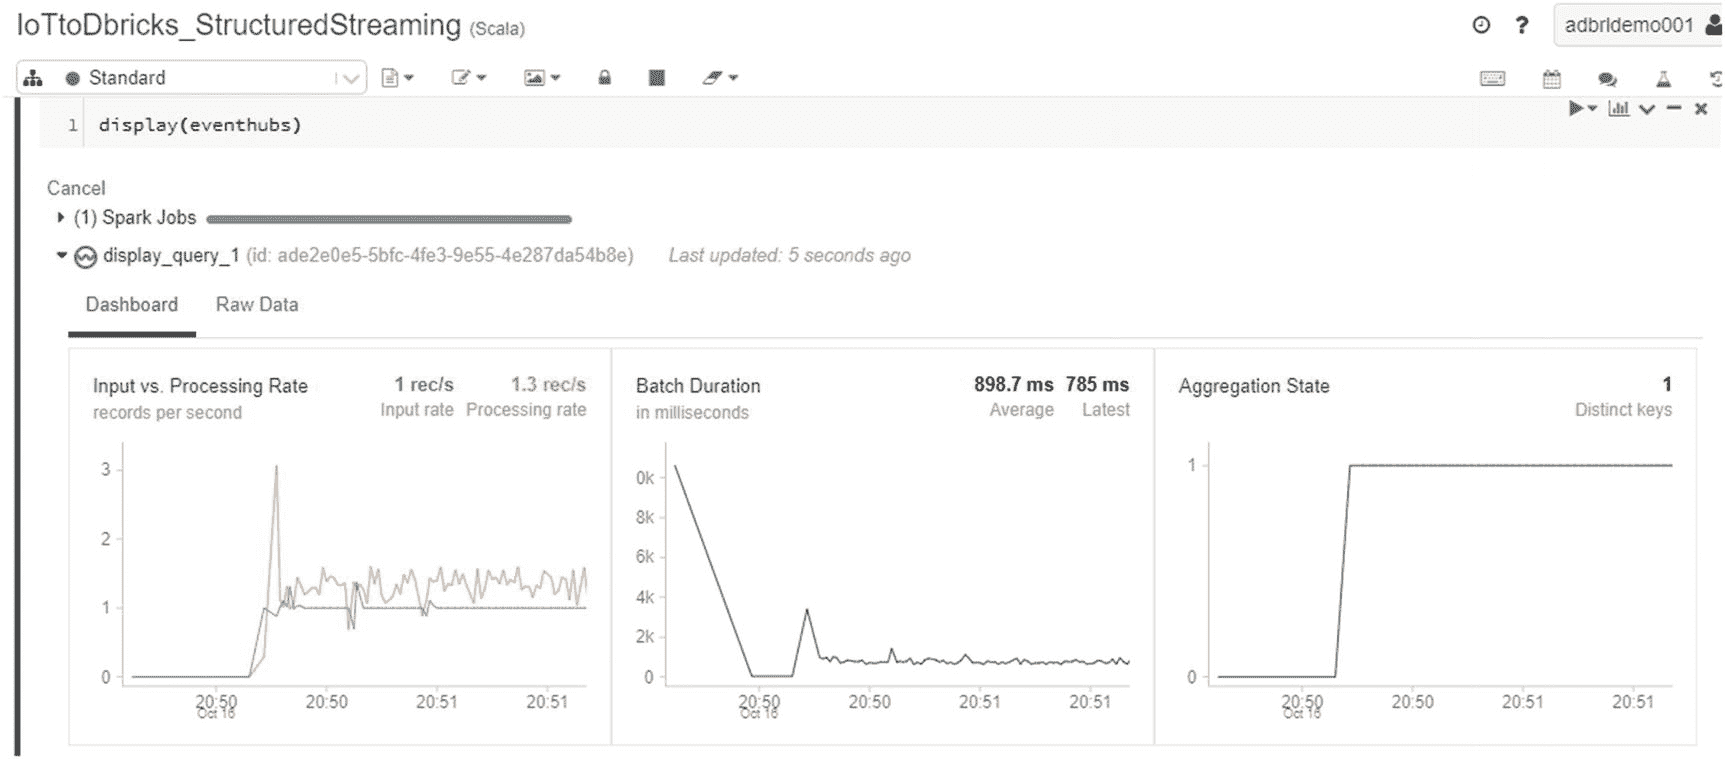 IoTtoDbricks_StructuredStreaming (Scala)
adbrldemo001
Standard
1 display(eventhubs)
Cancel
(1) Spark Jobs
display_query_1 (id: ade2e0e5-5bfc-4fe3-9e55-4e287da54b8e) Last updated: 5 seconds ago
Dashboard Raw Data
Input vs. Processing Rate 1 rec/s 1.3 rec/s
records per second Input rate Processing rate
3
2
1
0
20:50 20:50 20:51 20:51
Oct 16
Batch Duration 898.7 ms 785 ms
in milliseconds Average Latest
0k
8k
6k
4k
2k
0
20:50 20:50 20:51 20:51
Oct 16
Aggregation State 1
Distinct keys
1
0
20:50 20:50 20:51 20:51
Oct 16